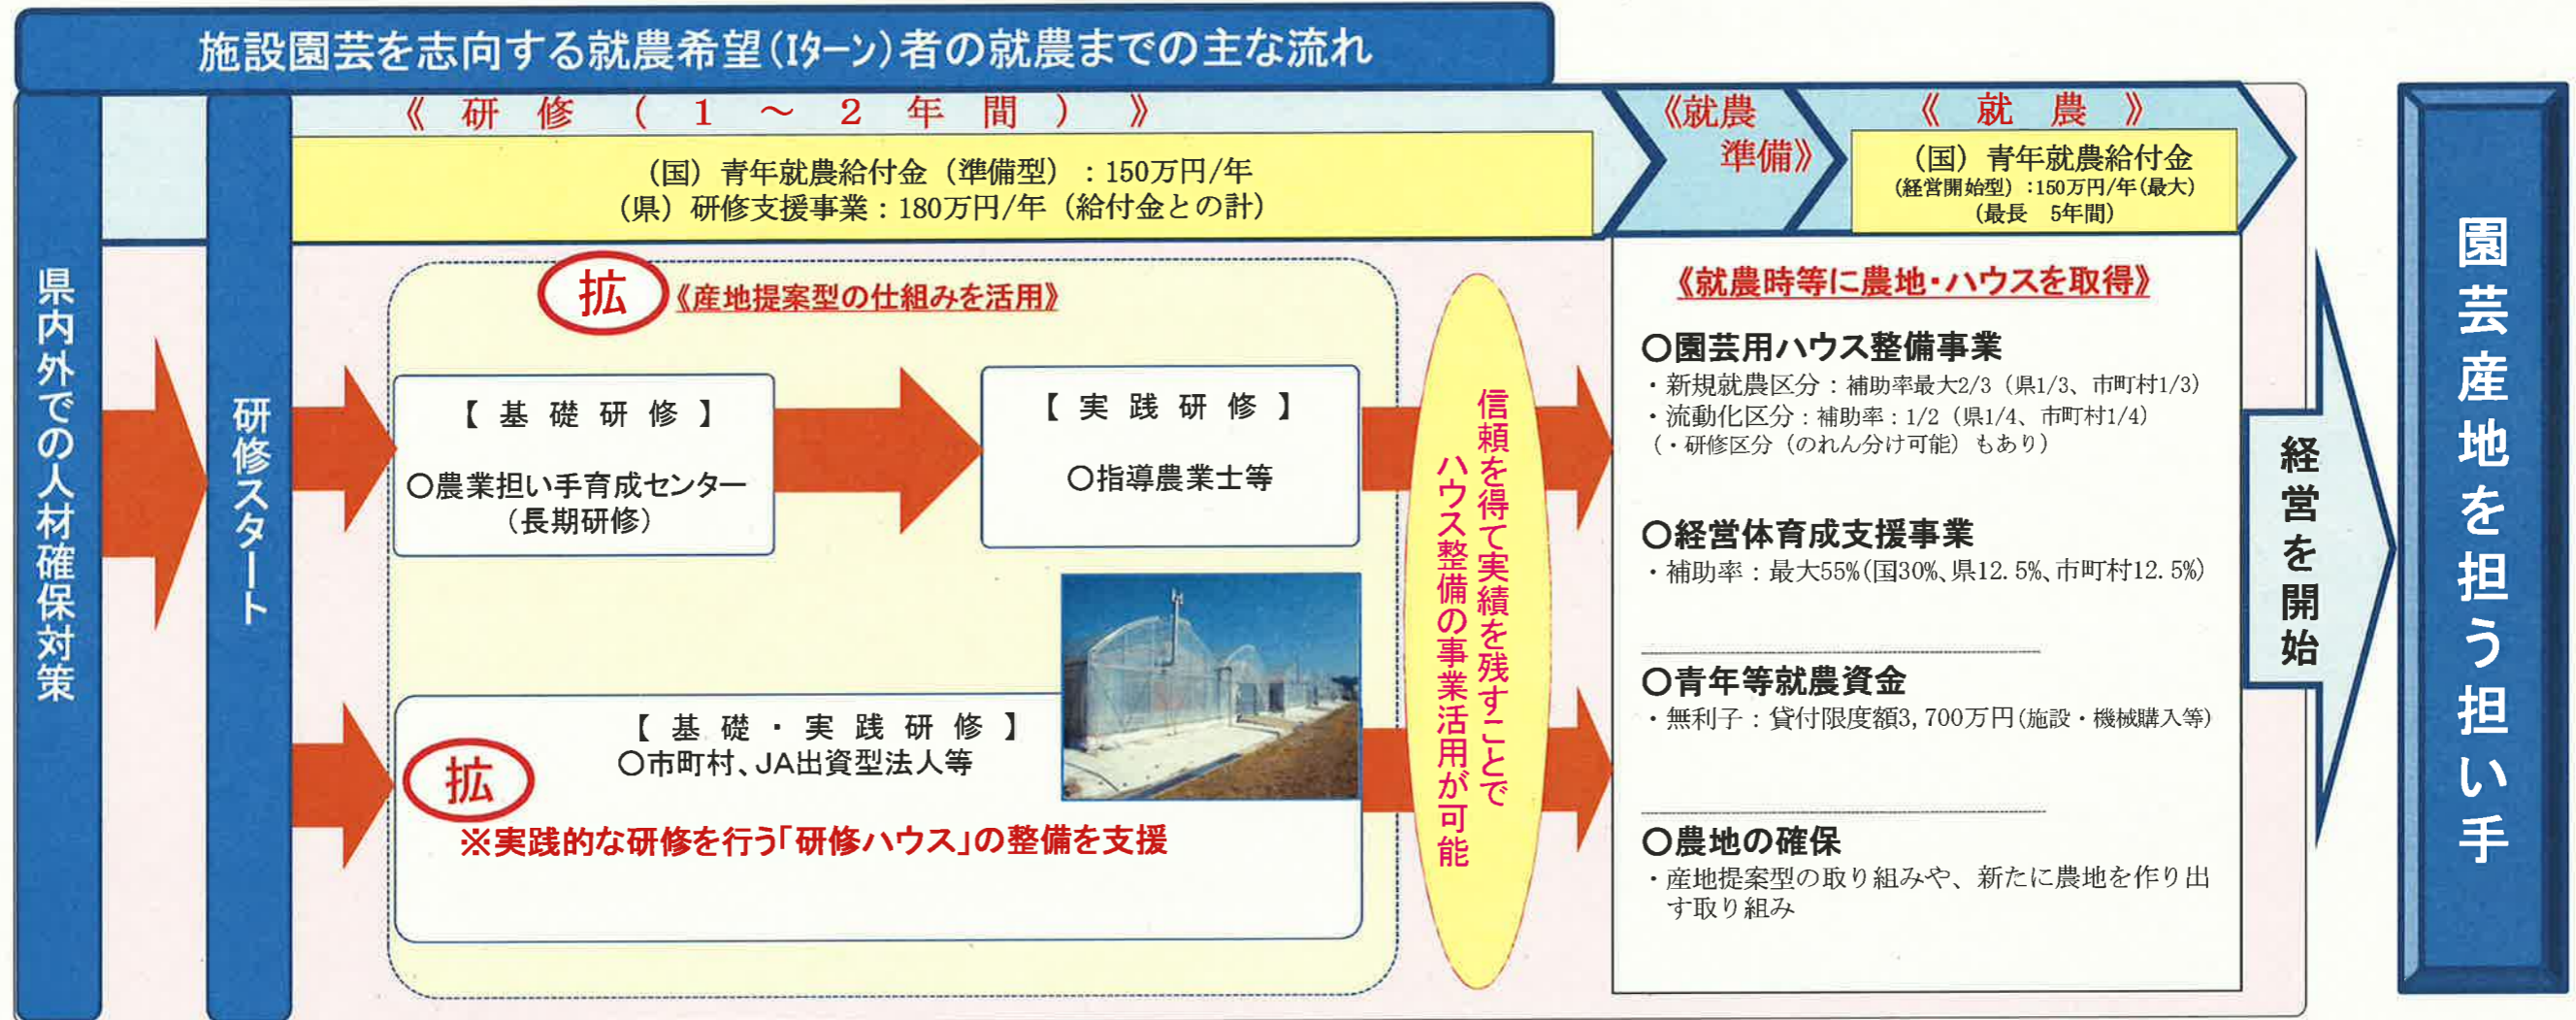 施設園芸を志向する就農希望(Iターン)者の就農までの主な流れ
県内外での人材確保対策
研修スタート
《 研 修 （ １ ～ ２ 年 間 ） 》
（国）青年就農給付金（準備型）：150万円/年
（県）研修支援事業：180万円/年（給付金との計）
《就農
準備》
《 就 農 》
（国）青年就農給付金
(経営開始型）:150万円/年(最大)
(最長　5年間)
拡
《産地提案型の仕組みを活用》
【 基 礎 研 修 】
○農業担い手育成センター
（長期研修）
【 実 践 研 修 】
○指導農業士等
【 基 礎 ・ 実 践 研 修 】
○市町村、JA出資型法人等
拡
※実践的な研修を行う「研修ハウス」の整備を支援
信頼を得て実績を残すことで
ハウス整備の事業活用が可能
《就農時等に農地・ハウスを取得》
○園芸用ハウス整備事業
・新規就農区分：補助率最大2/3（県1/3、市町村1/3）
・流動化区分：補助率：1/2（県1/4、市町村1/4）
（・研修区分（のれん分け可能）もあり）
○経営体育成支援事業
・補助率：最大55%(国30%、県12.5%、市町村12.5%)
○青年等就農資金
・無利子：貸付限度額3,700万円(施設・機械購入等)
○農地の確保
・産地提案型の取り組みや、新たに農地を作り出
す取り組み
経営を開始
園芸産地を担う担い手